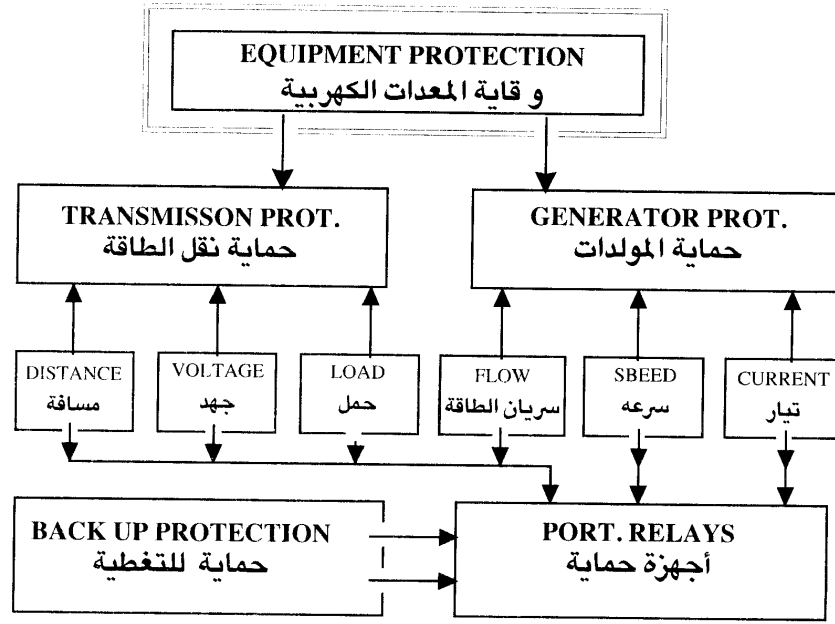 EQUIPMENT PROTECTION
و قاية المعدات الكهربية
TRANSMISSON PROT.
حماية نقل الطاقة
GENERATOR PROT.
حماية المولدات
DISTANCE
مسافة
VOLTAGE
جهد
LOAD
حمل
FLOW
سريان الطاقة
SBEED
سرعه
CURRENT
تيار
BACK UP PROTECTION
حماية للتغطية
PORT. RELAYS
أجهزة حماية